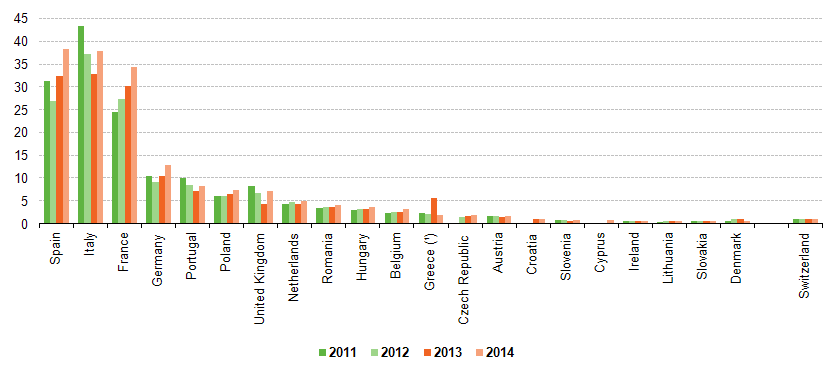 45
40
35
30
25
20
15
10
5
0
Spain
Italy
France
Germany
Portugal
Poland
United Kingdom
Netherlands
Romania
Hungary
Belgium
Greece (¹)
Czech Republic
Austria
Croatia
Slovenia
Cyprus
Ireland
Lithuania
Slovakia
Denmark
Switzerland
2011 2012 2013 2014